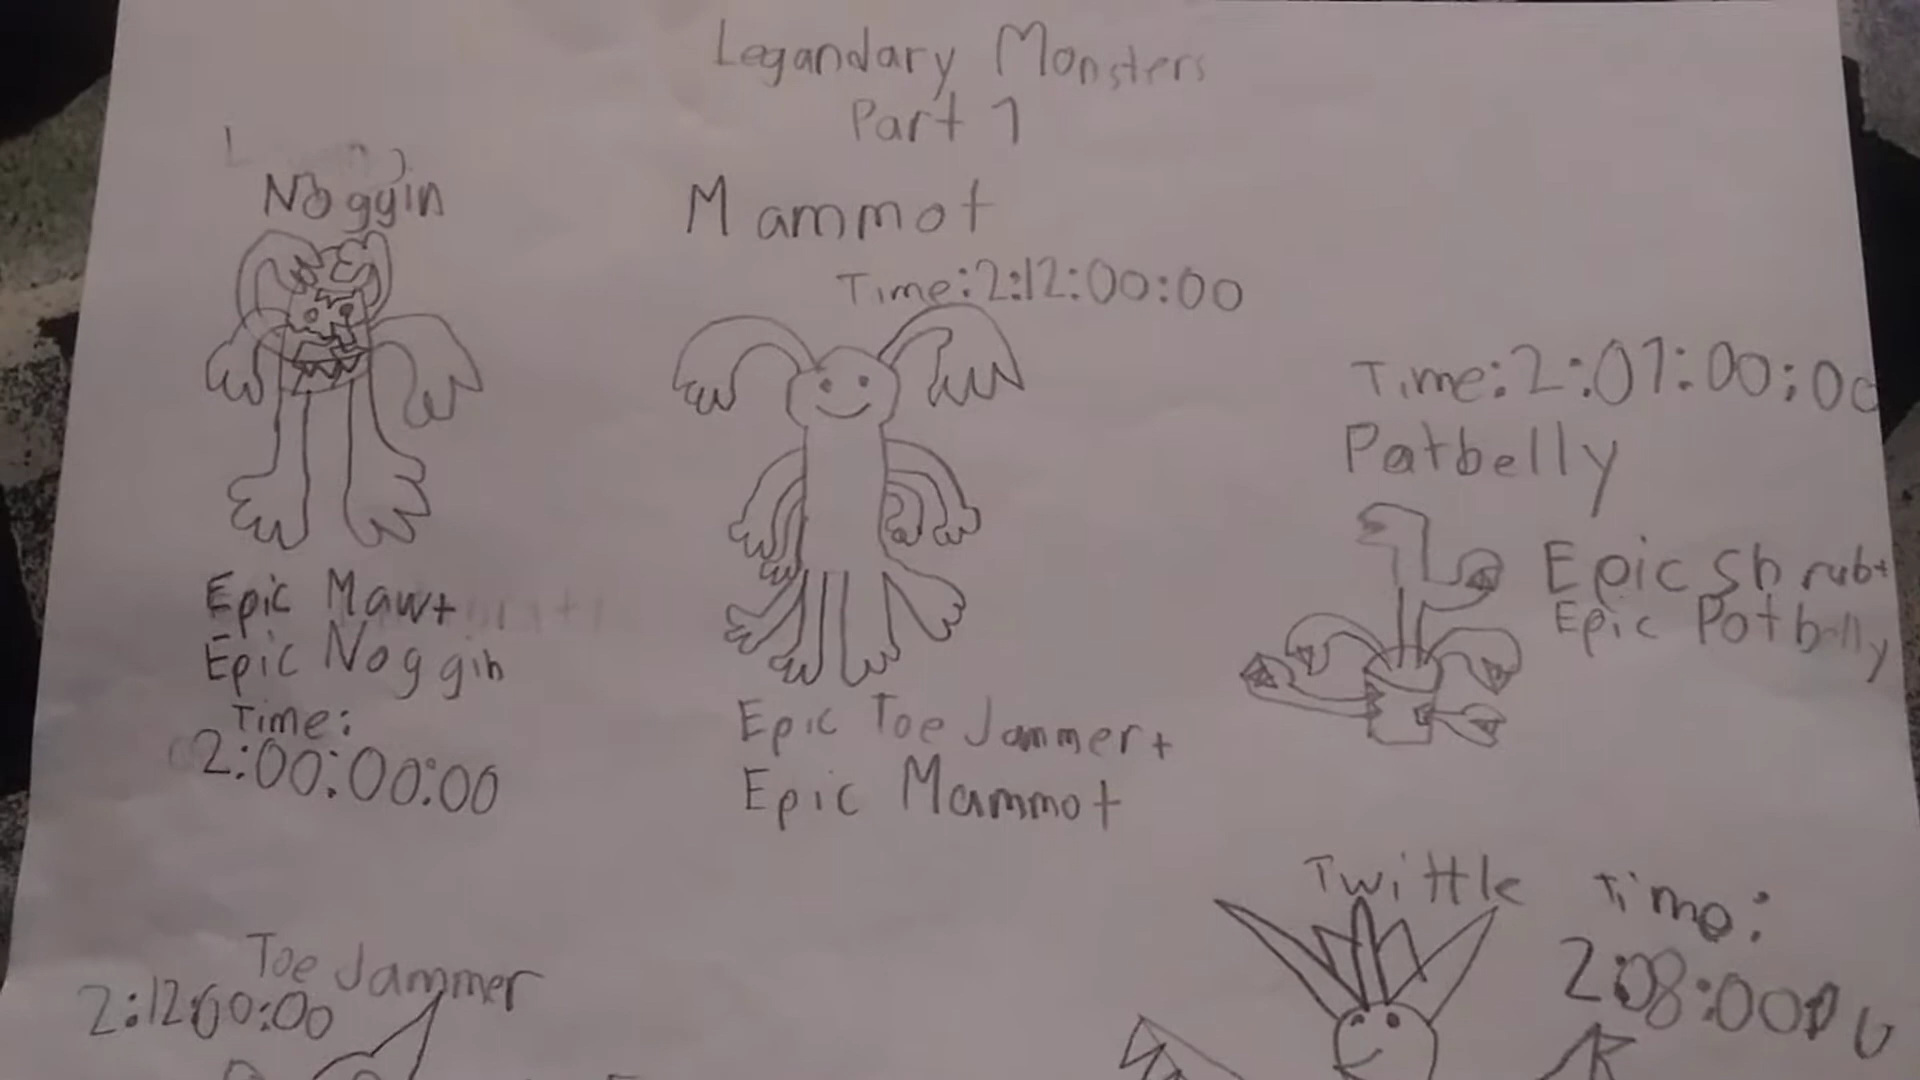 Legandary Monsters
Part 1
Noggin
Mammot
Time:2:12:00:00
Time:2:07:00:00
Patbelly
Epic Shrub+
Epic Potbelly
Epic Maw+
Epic Noggin
Time:
2:00:00:00
Epic Toe Jammer+
Epic Mammot
Twittle
Time:
Toe Jammer
2:12:00:00